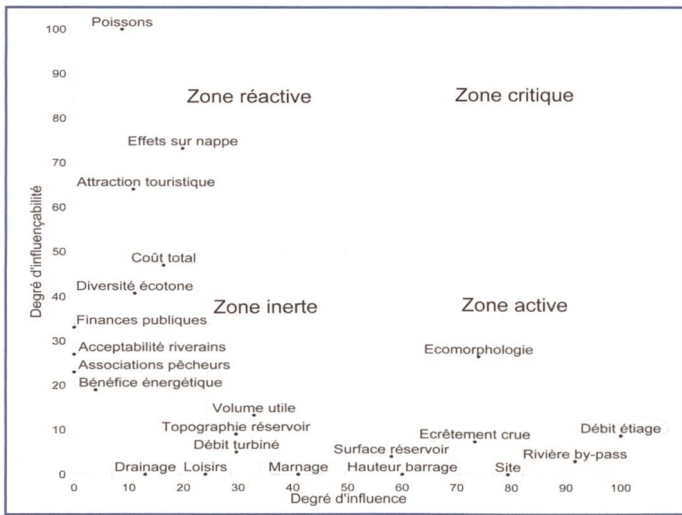 Poissons
100
90
Zone réactive
Zone critique
80
Effets sur nappe
70
Attraction touristique
60
Degré d'influençabilité
50
Coût total
Diversité écotone
40
Zone inerte
Zone active
Finances publiques
30
Acceptabilité riverains
Ecomorphologie
Associations pêcheurs
20
Bénéfice énergétique
Volume utile
10
Topographie réservoir
Ecrêtement crue
Débit étiage
Débit turbiné
Surface réservoir
Rivière by-pass
0
Drainage
Loisirs
Marnage
Hauteur barrage
Site
0 10 20 30 40 50 60 70 80 90 100
Degré d'influence